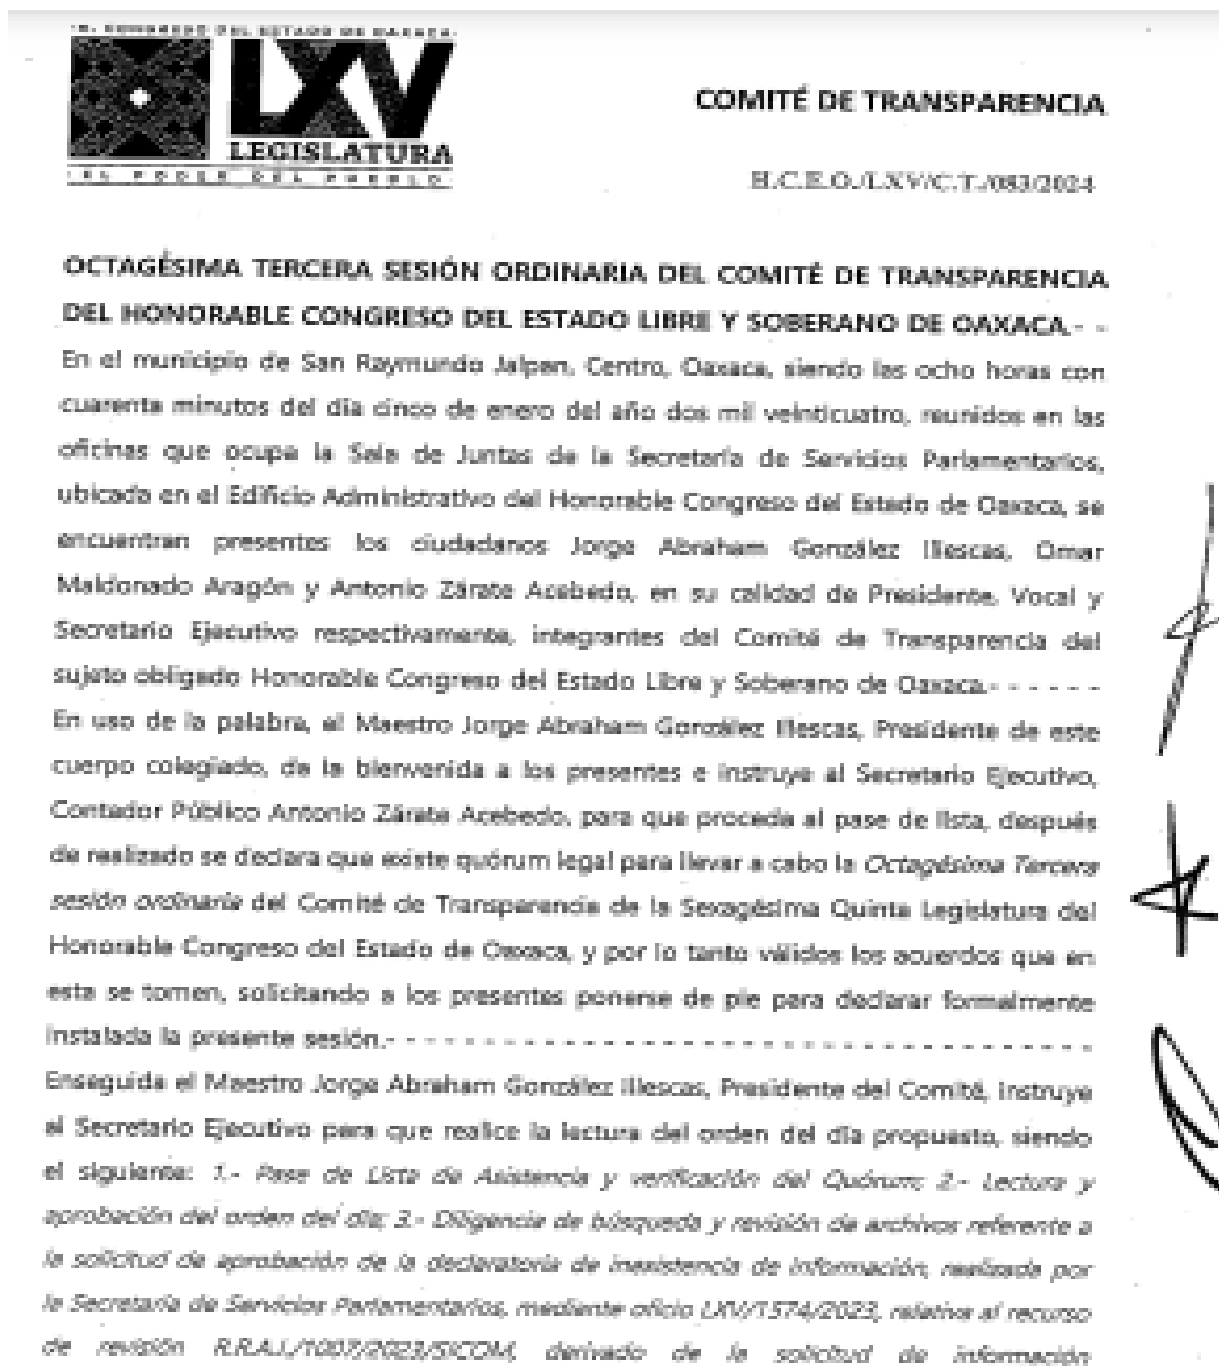 H. CONGRESO DEL ESTADO DE OAXACA
LXV
LEGISLATURA
EL PODER DEL PUEBLO
COMITÉ DE TRANSPARENCIA
H.C.E.O./LXV/C.T./083/2024
OCTAGÉSIMA TERCERA SESIÓN ORDINARIA DEL COMITÉ DE TRANSPARENCIA
DEL HONORABLE CONGRESO DEL ESTADO LIBRE Y SOBERANO DE OAXACA.- -
En el municipio de San Raymundo Jalpan, Centro, Oaxaca, siendo las ocho horas con
cuarenta minutos del día cinco de enero del año dos mil veinticuatro, reunidos en las
oficinas que ocupa la Sala de Juntas de la Secretaría de Servicios Parlamentarios,
ubicada en el Edificio Administrativo del Honorable Congreso del Estado de Oaxaca, se
encuentran presentes los ciudadanos Jorge Abraham González Illescas, Omar
Maldonado Aragón y Antonio Zárate Acebedo, en su calidad de Presidente, Vocal y
Secretario Ejecutivo respectivamente, integrantes del Comité de Transparencia del
sujeto obligado Honorable Congreso del Estado Libre y Soberano de Oaxaca.- - - - - -
En uso de la palabra, el Maestro Jorge Abraham González Illescas, Presidente de este
cuerpo colegiado, da la bienvenida a los presentes e instruye al Secretario Ejecutivo,
Contador Público Antonio Zárate Acebedo, para que proceda al pase de lista, después
de realizado se declara que existe quórum legal para llevar a cabo la Octagésima Tercera
sesión ordinaria del Comité de Transparencia de la Sexagésima Quinta Legislatura del
Honorable Congreso del Estado de Oaxaca, y por lo tanto válidos los acuerdos que en
esta se tomen, solicitando a los presentes ponerse de pie para declarar formalmente
instalada la presente sesión.- - - - - - - - - - - - - - - - - - - - - - - - - - - - - - - - - - -
Enseguida el Maestro Jorge Abraham González Illescas, Presidente del Comité, instruye
al Secretario Ejecutivo para que realice la lectura del orden del día propuesto, siendo
el siguiente: 1.- Pase de Lista de Asistencia y verificación del Quórum; 2.- Lectura y
aprobación del orden del día; 3.- Diligencia de búsqueda y revisión de archivos referente a
la solicitud de aprobación de la declaratoria de inexistencia de información, realizada por
la Secretaría de Servicios Parlamentarios, mediante oficio LXV/1574/2023, relativa al recurso
de revisión R.R.A.I./1007/2023/SICOM, derivado de la solicitud de información